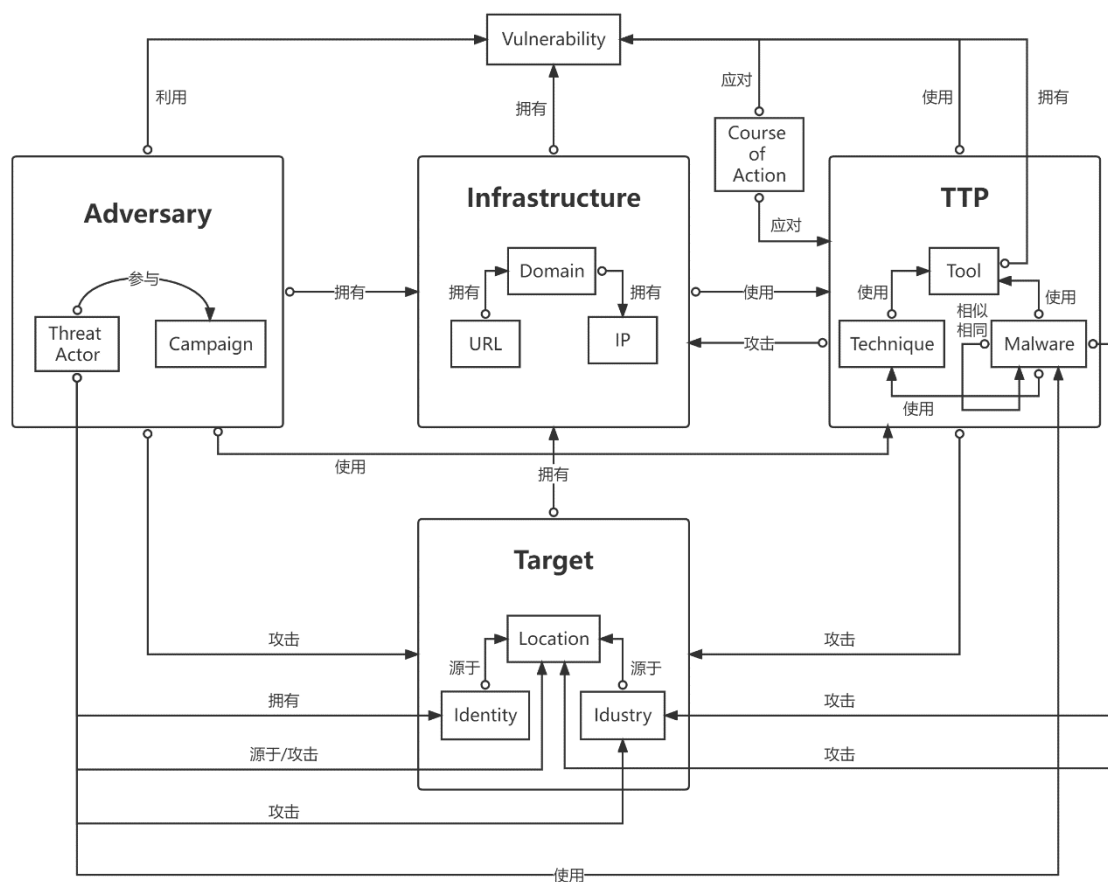 Vulnerability
利用
拥有
应对
使用
拥有
Course
of
Action
Adversary
Infrastructure
TTP
应对
参与
Domain
Tool
拥有
拥有
使用
使用
相似
相同
拥有
使用
Threat
Actor
Campaign
URL
IP
攻击
Technique
Malware
使用
使用
拥有
Target
攻击
Location
攻击
源于
源于
拥有
Identity
Idustry
攻击
源于/攻击
攻击
攻击
使用